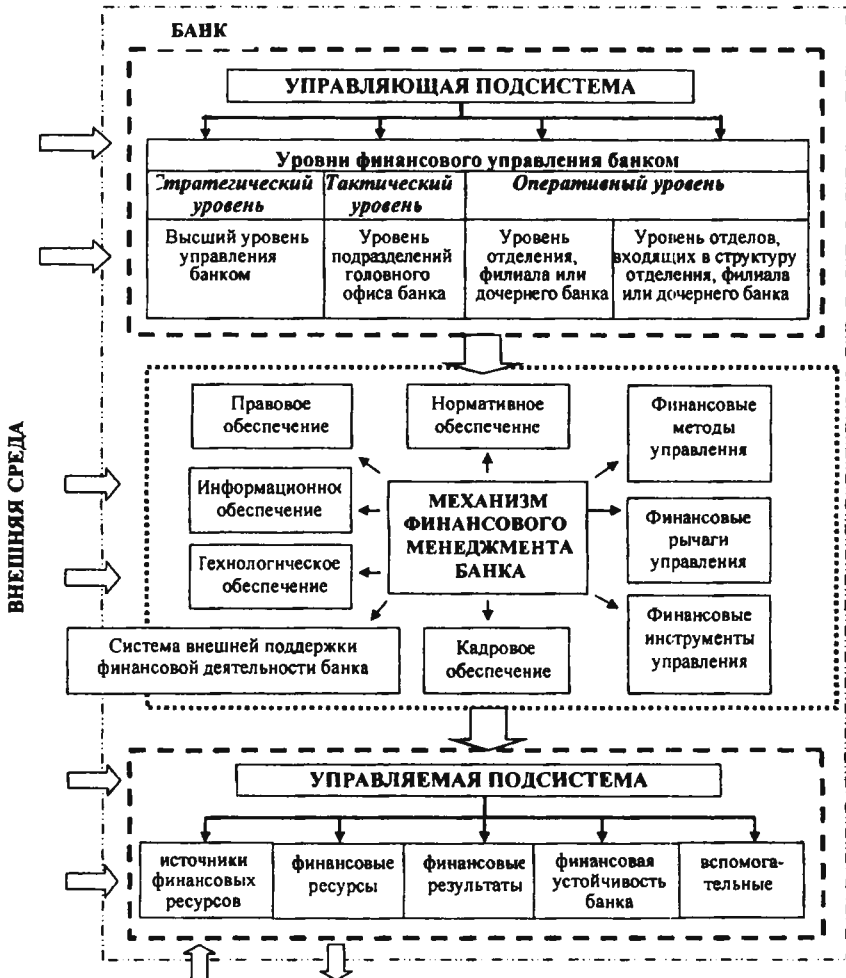 БАНК
УПРАВЛЯЮЩАЯ ПОДСИСТЕМА
Уровни финансового управления банком
Стратегический
уровень
Тактический
уровень
Оперативный уровень
Высший уровень
управления
банком
Уровень
подразделений
головного
офиса банка
Уровень
отделения,
филиала или
дочернего банка
Уровень отделов,
входящих в структуру
отделения, филиала
или дочернего банка
ВНЕШНЯЯ СРЕДА
Правовое
обеспечение
Нормативное
обеспечение
Финансовые
методы
управления
Информационное
обеспечение
МЕХАНИЗМ
ФИНАНСОВОГО
МЕНЕДЖМЕНТА
БАНКА
Финансовые
рычаги
управления
Технологическое
обеспечение
Система внешней поддержки
финансовой деятельности банка
Кадровое
обеспечение
Финансовые
инструменты
управления
УПРАВЛЯЕМАЯ ПОДСИСТЕМА
источники
финансовых
ресурсов
финансовые
ресурсы
финансовые
результаты
финансовая
устойчивость
банка
вспомога-
тельные